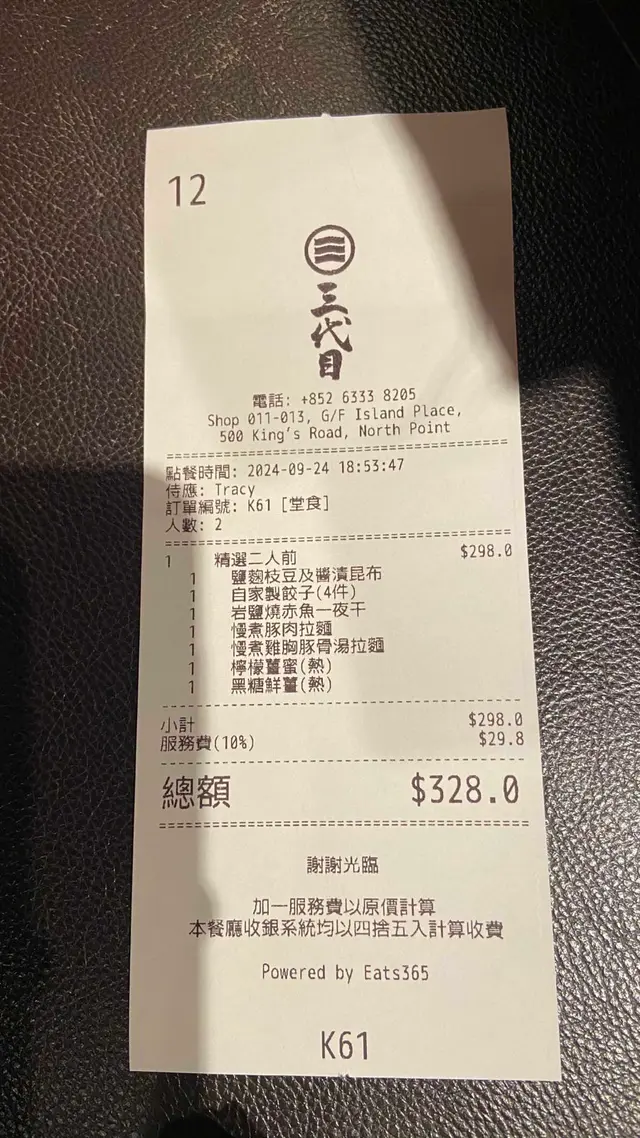 12
三代目
電話: +852 6333 8205
Shop 011-013, G/F Island Place,
500 King's Road, North Point
點餐時間: 2024-09-24 18:53:47
侍應: Tracy
訂單編號: K61 [堂食]
人數: 2
1 精選二人前 $298.0
1 鹽麴枝豆及醬漬昆布
1 自家製餃子(4件)
1 岩鹽燒赤魚一夜干
1 慢煮豚肉拉麵
1 慢煮雞胸豚骨湯拉麵
1 檸檬薑蜜(熱)
1 黑糖鮮薑(熱)
小計 $298.0
服務費(10%) $29.8
總額 $328.0
謝謝光臨
加一服務費以原價計算
本餐廳收銀系統均以四捨五入計算收費
Powered by Eats365
K61